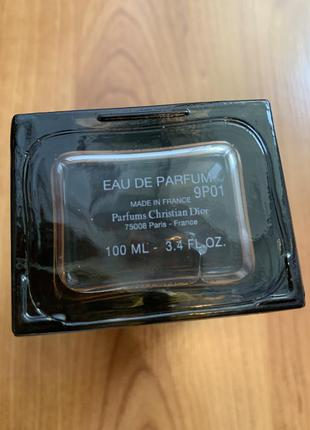 EAU DE PARFUM
9P01
MADE IN FRANCE
Parfums Christian Dior
75008 Paris - France
100 ML - 3.4 FL.OZ.